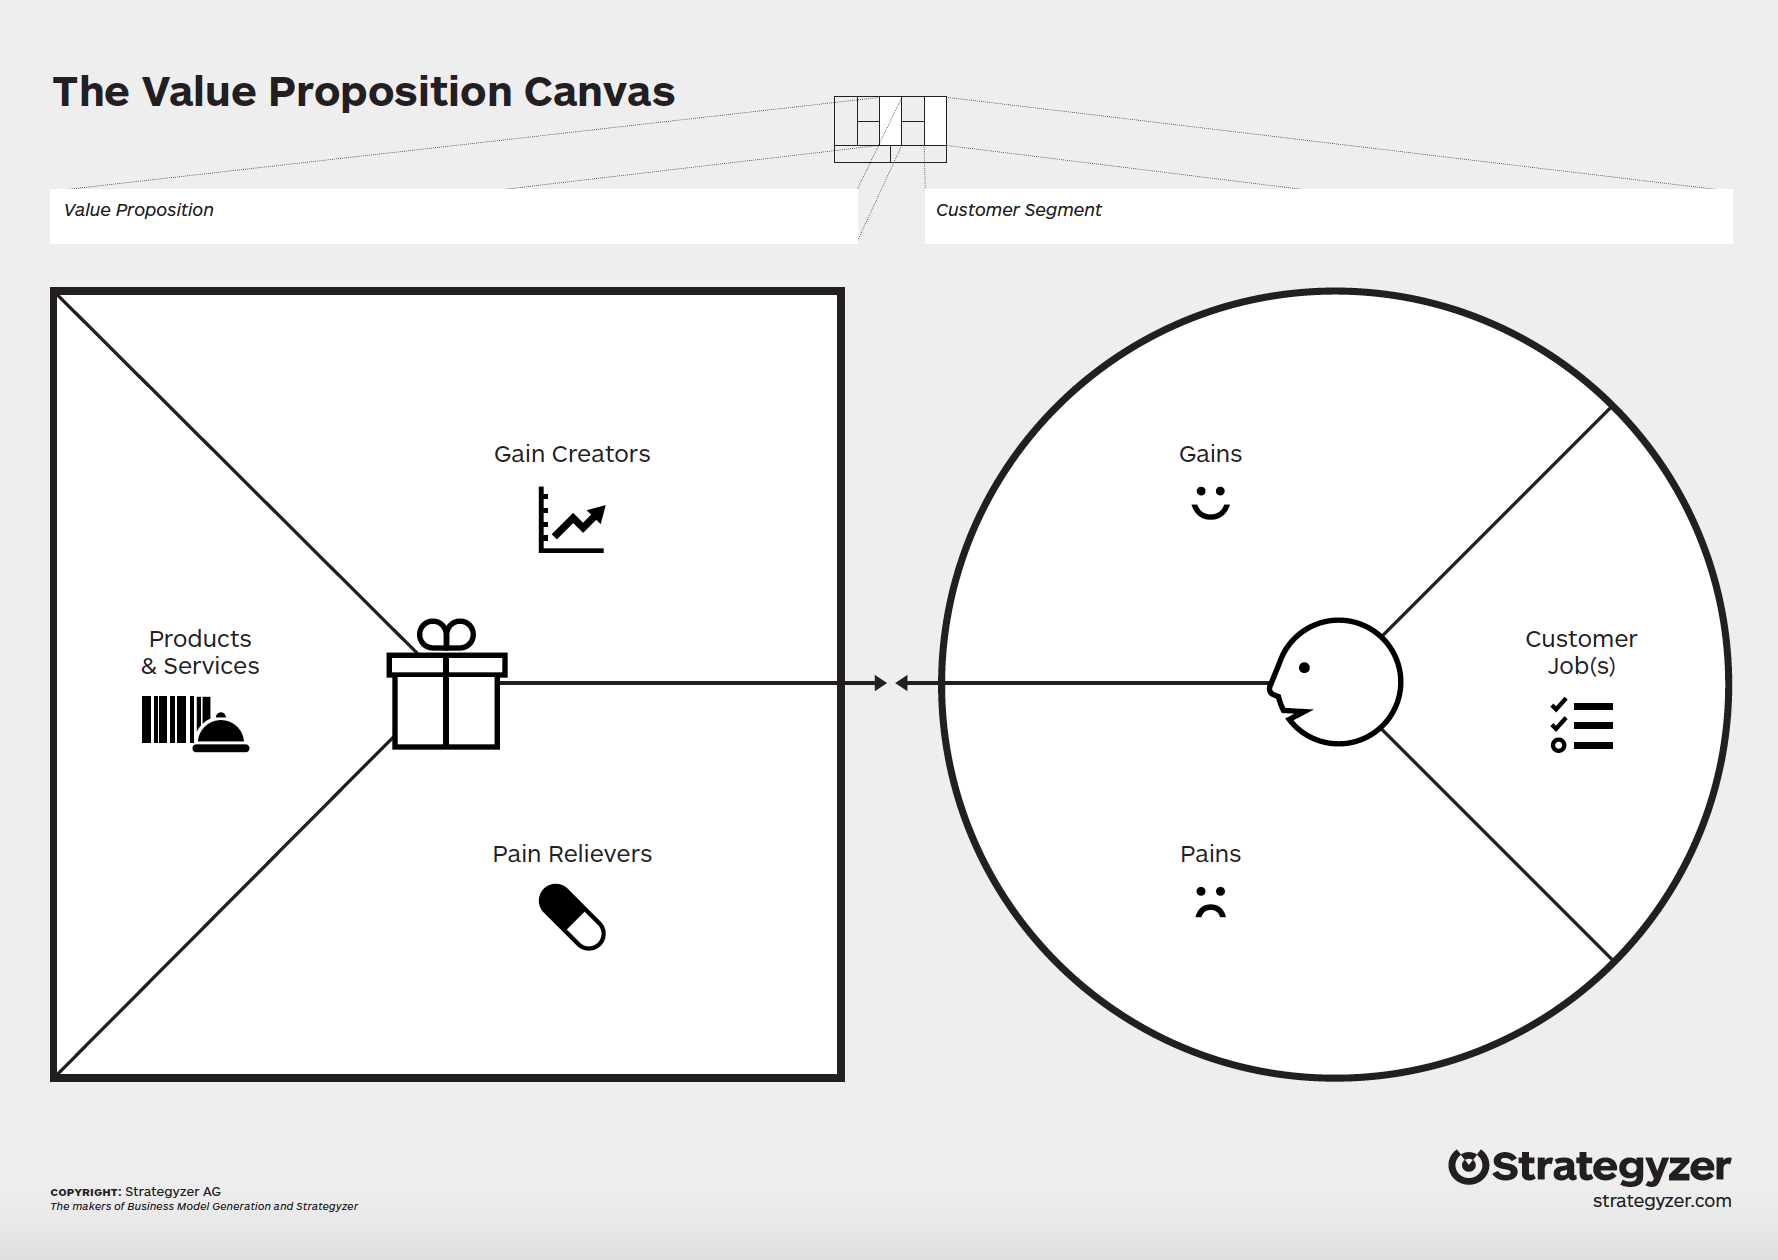 The Value Proposition Canvas
Value Proposition
Customer Segment
Gain Creators
Gains
Products
& Services
Customer
Job(s)
Pain Relievers
Pains
COPYRIGHT: Strategyzer AG
The makers of Business Model Generation and Strategyzer
Strategyzer
strategyzer.com